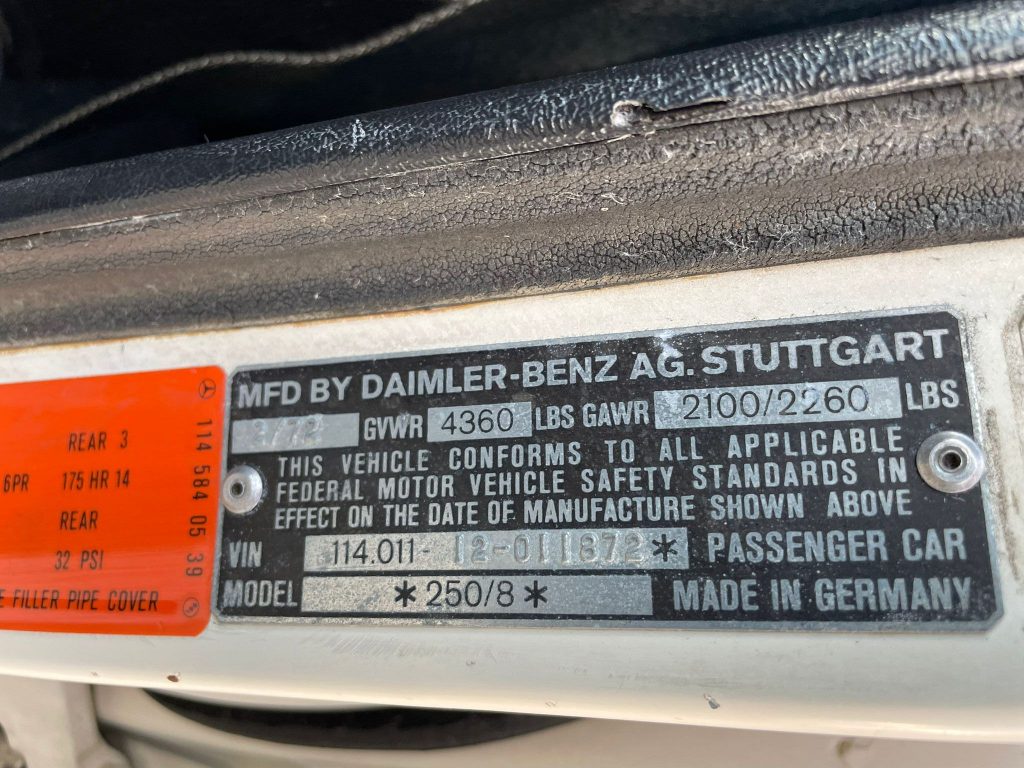 REAR 3
6PR 175 HR 14
REAR
32 PSI
E FILLER PIPE COVER
114 584 05 39
MFD BY DAIMLER-BENZ AG. STUTTGART
2/72 GVWR 4360 LBS GAWR 2100/2260 LBS
THIS VEHICLE CONFORMS TO ALL APPLICABLE
FEDERAL MOTOR VEHICLE SAFETY STANDARDS IN
EFFECT ON THE DATE OF MANUFACTURE SHOWN ABOVE
VIN 114.011- 12-011872* PASSENGER CAR
MODEL *250/8* MADE IN GERMANY